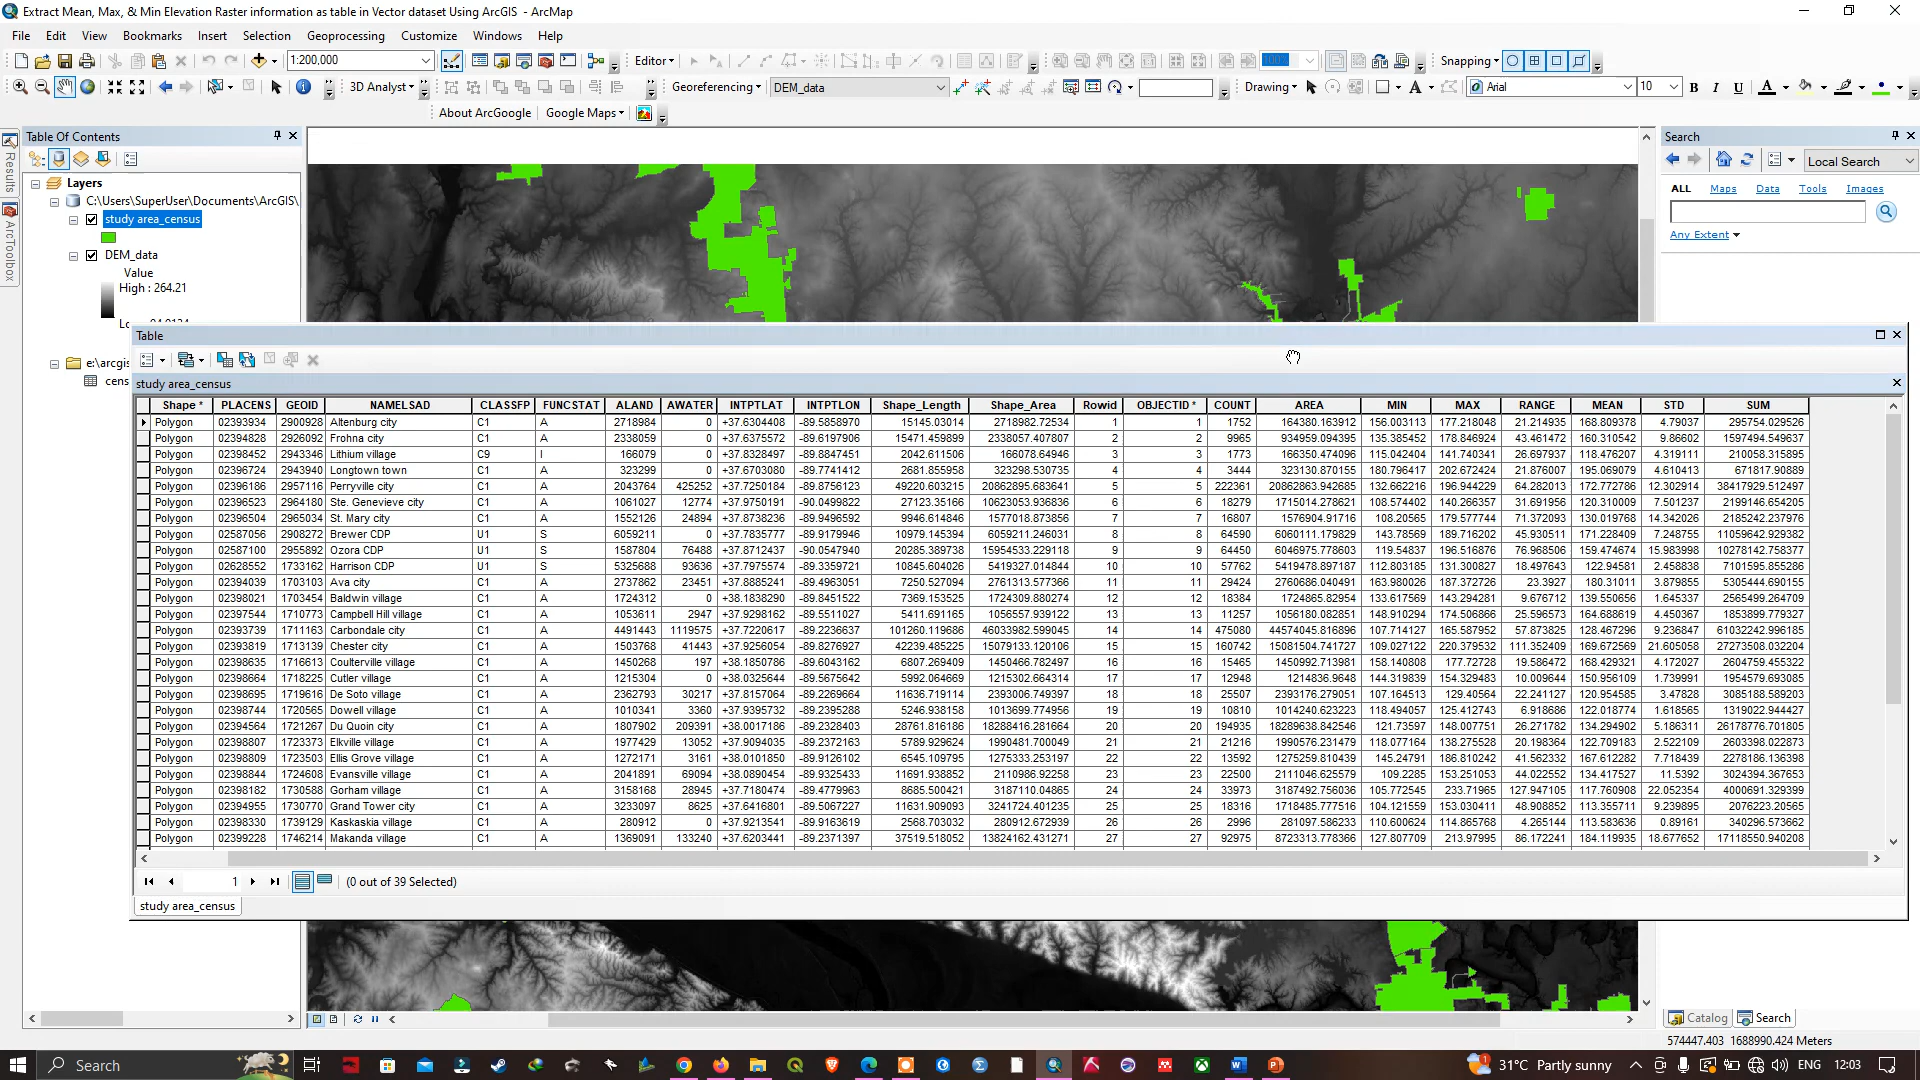 Extract Mean, Max, & Min Elevation Raster information as table in Vector dataset Using ArcGIS - ArcMap
File Edit View Bookmarks Insert Selection Geoprocessing Customize Windows Help
1:200,000 Editor 100% Snapping
3D Analyst Georeferencing DEM_data Drawing Arial 10 B I U A
About ArcGooogle Google Maps
Table Of Contents
Results
ArcToolbox
Layers
C:\Users\SuperUser\Documents\ArcGIS\
study area_census
DEM_data
Value
High : 264.21
e:\arcgis
cens
Search
Local Search
ALL Maps Data Tools Images
Any Extent
Table
study area_census
Shape * PLACENS GEOID NAMELSAD CLASSFP FUNCSTAT ALAND AWATER INTPTLAT INTPTLON Shape_Length Shape_Area Rowid OBJECTID * COUNT AREA MIN MAX RANGE MEAN STD SUM
Polygon 02393934 2900928 Altenburg city C1 A 2718984 0 +37.6304408 -89.5858970 15145.03014 2718982.72534 1 1 1752 164380.163912 156.003113 177.218048 21.214935 168.809378 4.79037 295754.029526
Polygon 02394828 2926092 Frohna city C1 A 2338059 0 +37.6375572 -89.6197906 15471.459899 2338057.407807 2 2 9965 934959.094395 135.385452 178.846924 43.461472 160.310542 9.86602 1597494.549637
Polygon 02398452 2943346 Lithium village C9 I 166079 0 +37.8328497 -89.8847451 2042.611506 166078.64946 3 3 1773 166350.474096 115.042404 141.740341 26.697937 118.476207 4.319111 210058.315895
Polygon 02396724 2943940 Longtown town C1 A 323299 0 +37.6703080 -89.7741412 2681.855958 323298.530735 4 4 3444 323130.870155 180.796417 202.672424 21.876007 195.069079 4.610413 671817.90889
Polygon 02396186 2957116 Perryville city C1 A 2043764 425252 +37.7250184 -89.8756123 49220.603215 20862895.683641 5 5 222361 20862863.942685 132.662216 196.944229 64.282013 172.772786 12.302914 38417929.512497
Polygon 02396523 2964180 Ste. Genevieve city C1 A 1061027 12774 +37.9750191 -90.0499822 27123.35166 10623053.936836 6 6 18279 1715014.278621 108.574402 140.266357 31.691956 120.310009 7.501237 2199146.654205
Polygon 02396504 2965034 St. Mary city C1 A 1552126 24894 +37.8738236 -89.9496592 9946.614846 1577018.873856 7 7 16807 1576904.91716 108.20565 179.577744 71.372093 130.019768 14.342026 2185242.237976
Polygon 02587056 2908272 Brewer CDP U1 S 6059211 0 +37.7835777 -89.9179946 10979.145394 6059211.246031 8 8 64590 6060111.179829 143.78569 189.716202 45.930511 171.228409 7.248755 11059642.929382
Polygon 02587100 2955892 Ozora CDP U1 S 1587804 76488 +37.8712437 -90.0547940 20285.389738 15954533.229118 9 9 64450 6046975.778603 119.54837 196.516876 76.968506 159.474674 15.983998 10278142.758377
Polygon 02628552 1733162 Harrison CDP U1 S 5325688 93636 +37.7975574 -89.3359721 10845.604026 5419327.014844 10 10 57762 5419478.897187 112.803185 131.300827 18.497643 122.94581 2.458838 7101595.855286
Polygon 02394039 1703103 Ava city C1 A 2737862 23451 +37.8885241 -89.4963051 7250.527094 2761313.577366 11 11 29424 2760686.040491 163.980026 187.372726 23.3927 180.31011 3.879855 5305444.690155
Polygon 02398021 1703454 Baldwin village C1 A 1724312 0 +38.1838290 -89.8451522 7369.153525 1724309.880274 12 12 18384 1724865.82954 133.617569 143.294281 9.676712 139.550656 1.645337 2565499.264709
Polygon 02397544 1710773 Campbell Hill village C1 A 1053611 2947 +37.9298162 -89.5511027 5411.691165 1056557.939122 13 13 11257 1056180.082851 148.910294 174.506866 25.596573 164.688619 4.450367 1853899.779327
Polygon 02393739 1711163 Carbondale city C1 A 4491443 1119575 +37.7220617 -89.2236637 101260.119686 46033982.599045 14 14 475080 44574045.816896 107.714127 165.587952 57.873825 128.467296 9.236847 61032242.996185
Polygon 02393819 1713139 Chester city C1 A 1503768 41443 +37.9256054 -89.8276927 42239.485225 15079133.120106 15 15 160742 15081504.741727 109.027122 220.379532 111.352409 169.672569 21.605058 27273508.032204
Polygon 02398635 1716613 Coulterville village C1 A 1450268 197 +38.1850786 -89.6043162 6807.269409 1450466.782497 16 16 15465 1450992.713981 158.140808 177.72728 19.586472 168.429321 4.172027 2604759.455322
Polygon 02398664 1718225 Cutler village C1 A 1215304 0 +38.0325644 -89.5675642 5992.064669 1215302.664314 17 17 12948 1214836.9648 144.319839 154.329483 10.009644 150.956109 1.739991 1954579.693085
Polygon 02398695 1719616 De Soto village C1 A 2362793 30217 +37.8157064 -89.2269664 11636.719114 2393006.749397 18 18 25507 2393176.279051 107.164513 129.40564 22.241127 120.954585 3.47828 3085188.589203
Polygon 02398744 1720565 Dowell village C1 A 1010341 3360 +37.9395732 -89.2395288 5246.938158 1013699.774956 19 19 10810 1014240.623223 118.494057 125.412743 6.918686 122.018774 1.618565 1319022.944427
Polygon 02394564 1721267 Du Quoin city C1 A 1807902 209391 +38.0017186 -89.2328403 28761.816186 18288416.281664 20 20 194935 18289638.842546 121.73597 148.007751 26.271782 134.294902 5.186311 26178776.701805
Polygon 02398807 1723373 Elkville village C1 A 1977429 13052 +37.9094035 -89.2372163 5789.929624 1990481.700049 21 21 21216 1990576.231479 118.077164 138.275528 20.198364 122.709183 2.522109 2603398.022873
Polygon 02398809 1723503 Ellis Grove village C1 A 1272171 3161 +38.0101850 -89.9126102 6545.109795 1275333.253197 22 22 13592 1275259.810409 145.24791 186.810242 41.562332 167.612282 7.718439 2278186.136398
Polygon 02398844 1724608 Evansville village C1 A 2041891 69094 +38.0890454 -89.9325433 11691.938852 2110986.92258 23 23 22500 2111046.625579 109.2285 153.251053 44.022552 134.417527 11.5392 3024394.367653
Polygon 02398182 1730588 Gorham village C1 A 3158168 28945 +37.7180474 -89.4779963 8685.500421 3187110.04865 24 24 33973 3187492.756036 105.772545 233.71965 127.947105 117.760908 22.052354 4000691.329399
Polygon 02394955 1730770 Grand Tower city C1 A 3233097 8625 +37.6416801 -89.5067227 11631.909093 3241724.401235 25 25 18316 1718485.777516 104.121559 153.030411 48.908852 113.355711 9.239895 2076223.20565
Polygon 02398330 1739129 Kaskaskia village C1 A 280912 0 +37.9213541 -89.9163619 2568.703032 280912.672939 26 26 2996 281097.586233 110.600624 114.865768 4.265144 113.583636 0.89161 340296.573662
Polygon 02399228 1746214 Makanda village C1 A 1369091 133240 +37.6203441 -89.2371397 37519.518052 13824162.431271 27 27 92975 8723313.778366 127.807709 213.97995 86.172241 184.119935 18.677652 17118550.940208
1 (0 out of 39 Selected)
study area_census
Catalog Search
574447.403 1688990.424 Meters
Search 31°C Partly sunny ENG 12:03